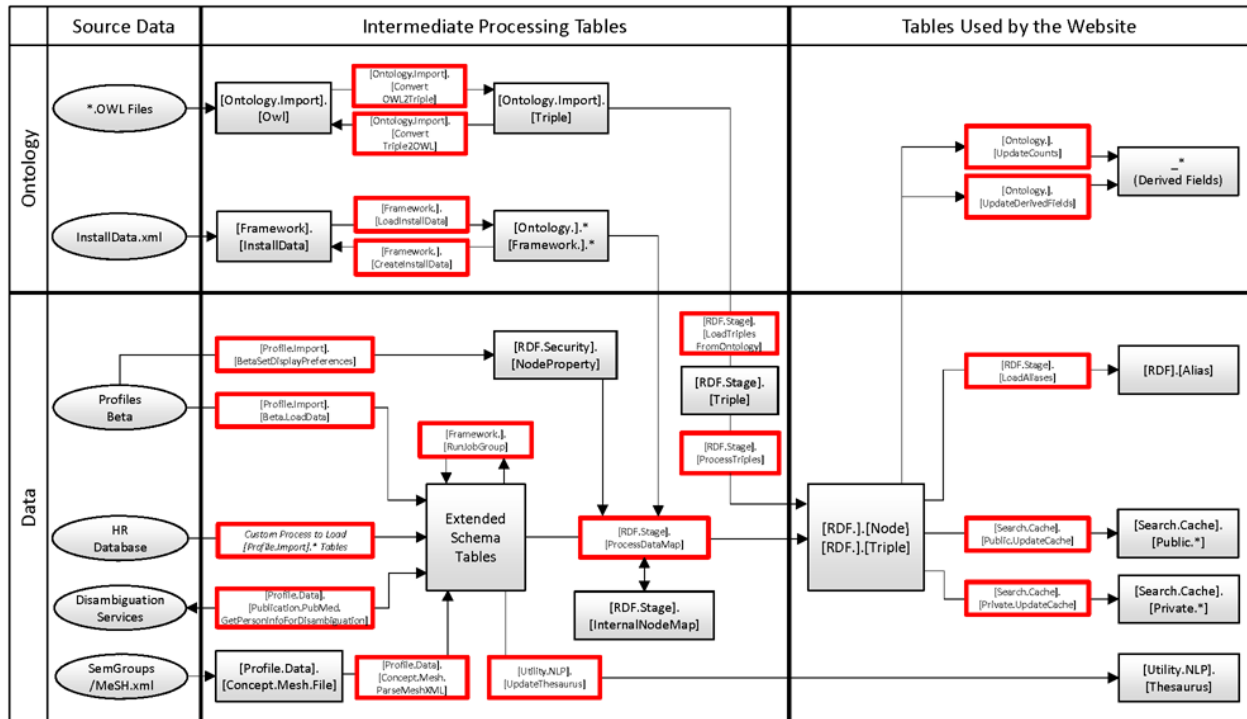 Source Data
Intermediate Processing Tables
Tables Used by the Website
Ontology
*.OWL Files
[Ontology.Import].
[Owl]
[Ontology.Import].
[Convert
OWL2Triple]
[Ontology.Import].
[Convert
Triple2OWL]
[Ontology.Import].
[Triple]
[Ontology.].
[UpdateCounts]
[Ontology.].
[UpdateDerivedFields]
_*
(Derived Fields)
InstallData.xml
[Framework].
[InstallData]
[Framework.].
[LoadInstallData]
[Framework.].
[CreateInstallData]
[Ontology.].*
[Framework.].*
Data
Profiles
Beta
[Profile.Import].
[BetaSetDisplayPreferences]
[Profile.Import].
[Beta.LoadData]
[RDF.Security].
[NodeProperty]
[RDF.Stage].
[LoadTriples
FromOntology]
[RDF.Stage].
[Triple]
[RDF.Stage].
[ProcessTriples]
[RDF.Stage].
[LoadAliases]
[RDF].[Alias]
[Framework.].
[RunJobGroup]
HR
Database
Custom Process to Load
[Profile.Import].* Tables
Extended
Schema
Tables
[RDF.Stage].
[ProcessDataMap]
[RDF.].[Node]
[RDF.].[Triple]
[Search.Cache].
[Public.UpdateCache]
[Search.Cache].
[Public.*]
Disambiguation
Services
[Profile.Data].
[Publication.PubMed.
GetPersonInfoForDisambiguation]
[RDF.Stage].
[InternalNodeMap]
[Search.Cache].
[Private.UpdateCache]
[Search.Cache].
[Private.*]
SemGroups
/MeSH.xml
[Profile.Data].
[Concept.Mesh.File]
[Profile.Data].
[Concept.Mesh.
ParseMeshXML]
[Utility.NLP].
[UpdateThesaurus]
[Utility.NLP].
[Thesaurus]